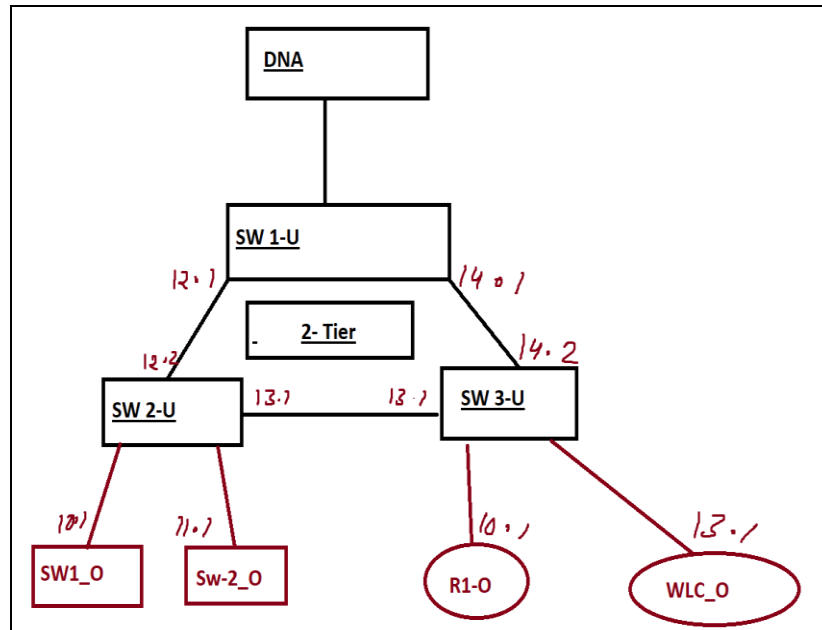 DNA
SW 1-U
12.1
14.1
- 2- Tier
12.2
14.2
SW 2-U
13.1
13.1
SW 3-U
11.1
10.1
13.1
SW1_O
Sw-2_O
R1-O
WLC_O